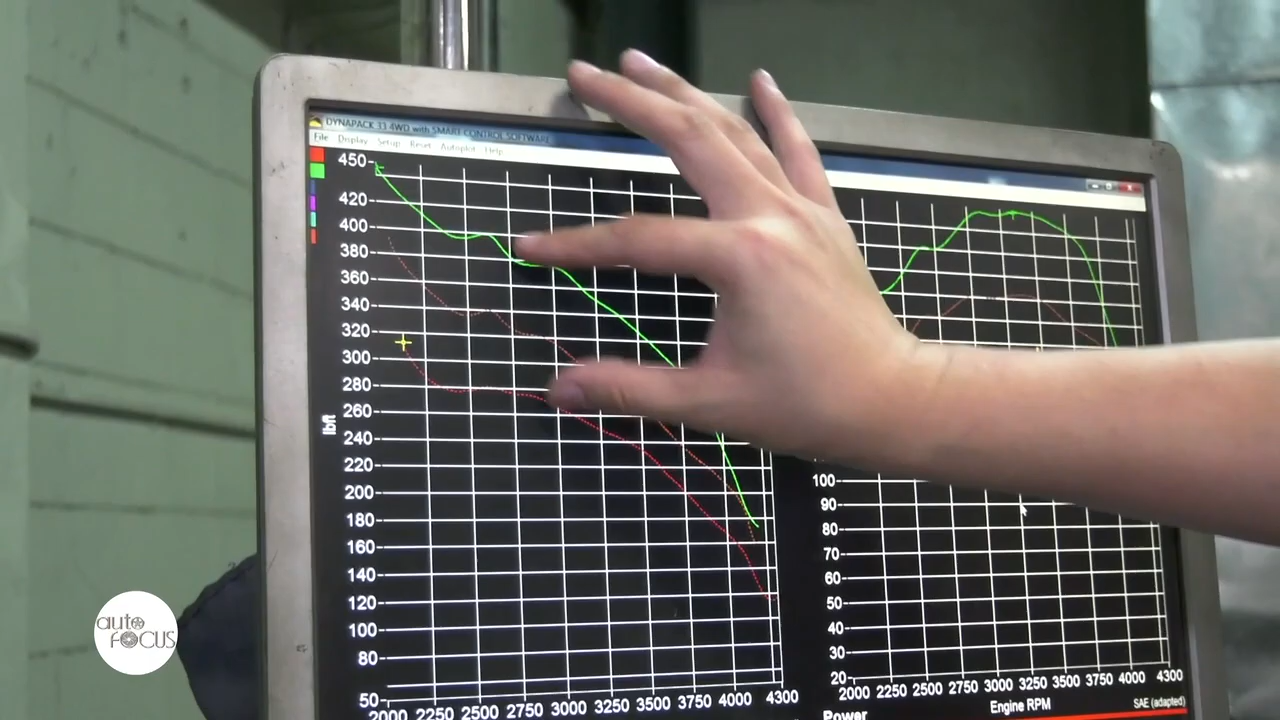 DYNAPACK 33 4WD with SMART CONTROL SOFTWARE
File Display Setup Reset Autoplot Help
450
420
400
380
360
340
320
300
280
260
240
220
200
180
160
140
120
100
80
50
lbft
2000 2250 2500 2750 3000 3250 3500 3750 4000 4300
100
90
80
70
60
50
40
30
20
2000 2250 2500 2750 3000 3250 3500 3750 4000 4300
Power
Engine RPM
SAE (adapted)
auto
FOCUS